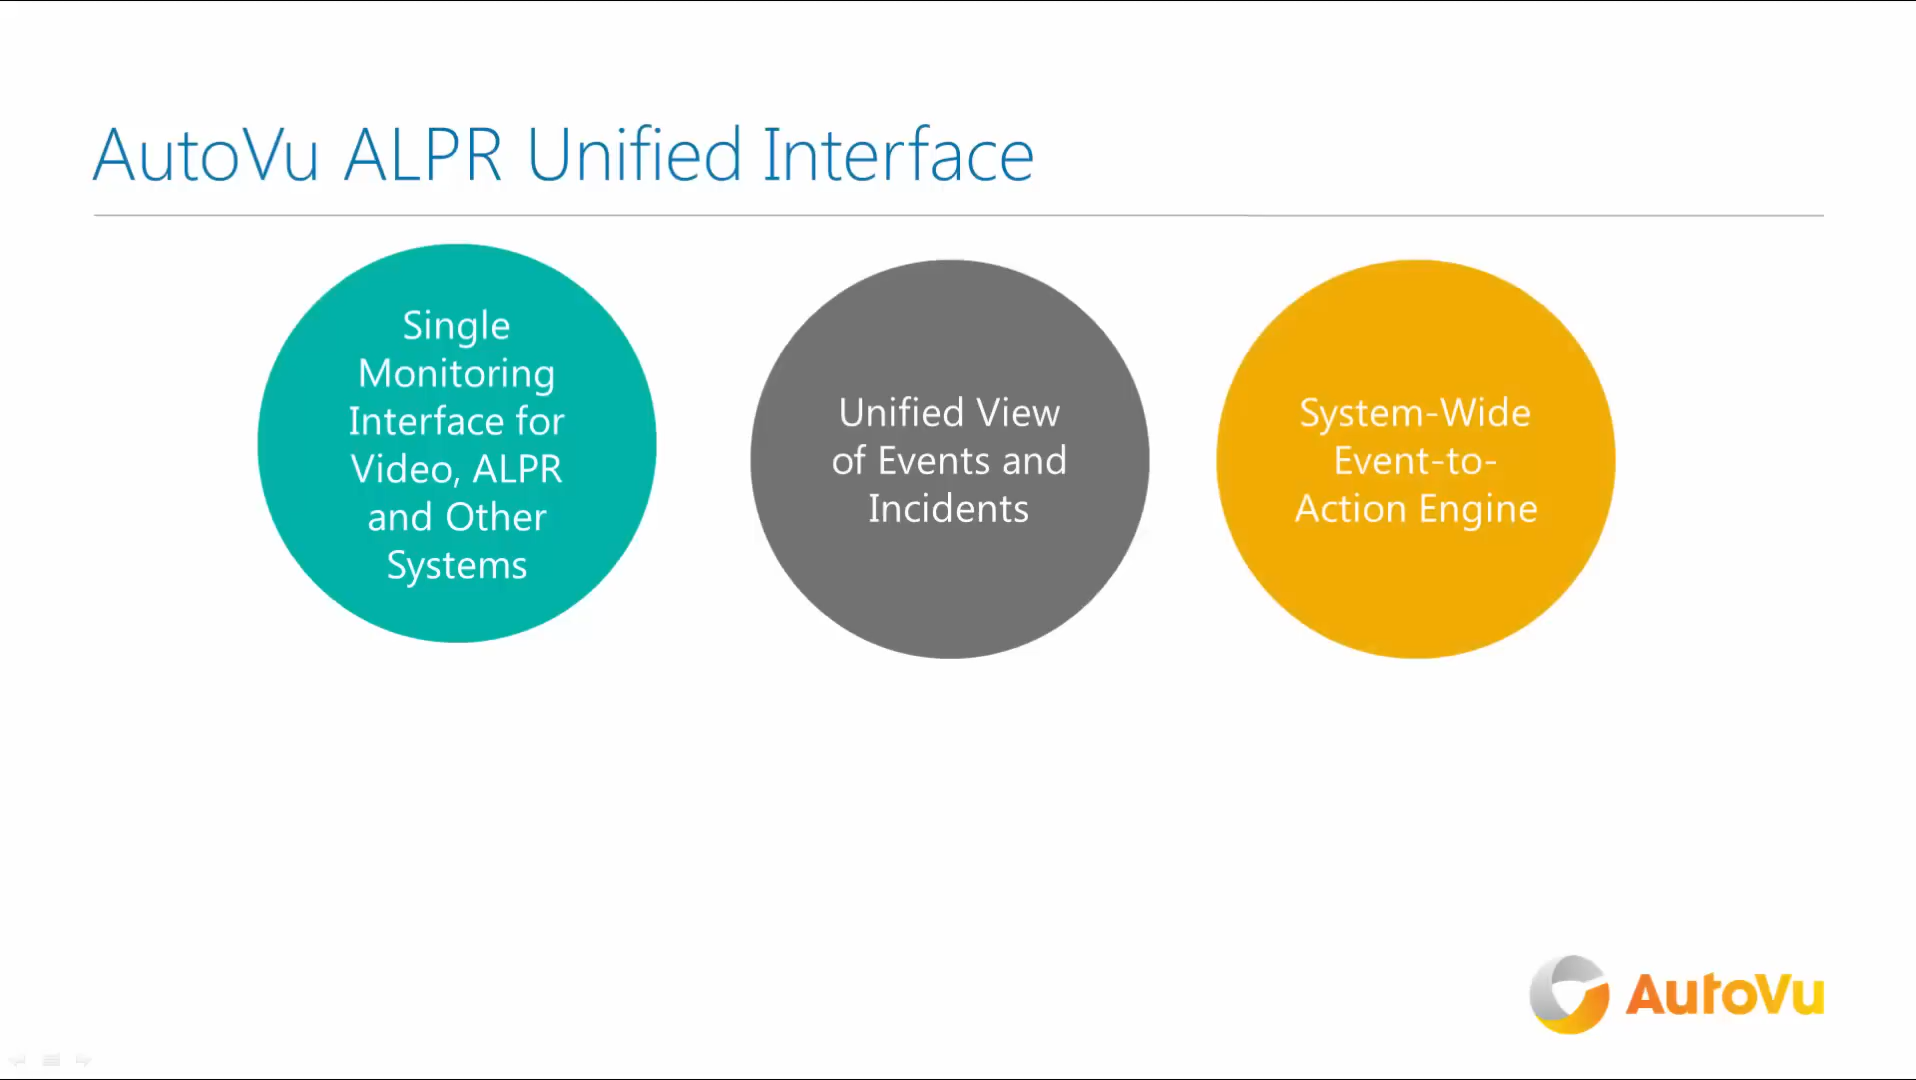 AutoVu ALPR Unified Interface
Single
Monitoring
Interface for
Video, ALPR
and Other
Systems
Unified View
of Events and
Incidents
System-Wide
Event-to-
Action Engine
AutoVu